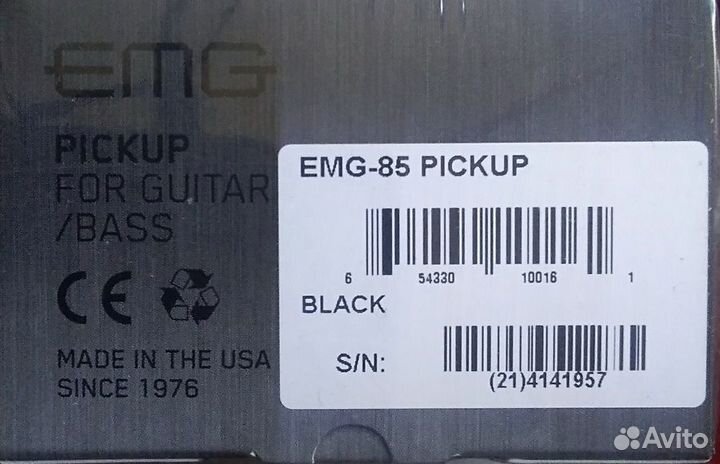 EMG
PICKUP
FOR GUITAR
/BASS
CE
MADE IN THE USA
SINCE 1976
EMG-85 PICKUP
6 54330 10016 1
BLACK
S/N:
(21)4141957
Avito